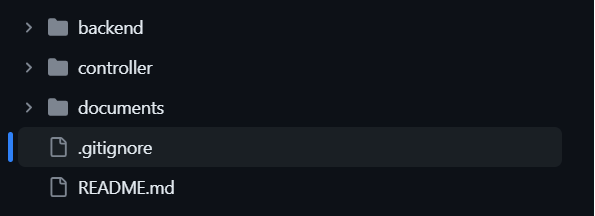 backend
controller
documents
.gitignore
README.md